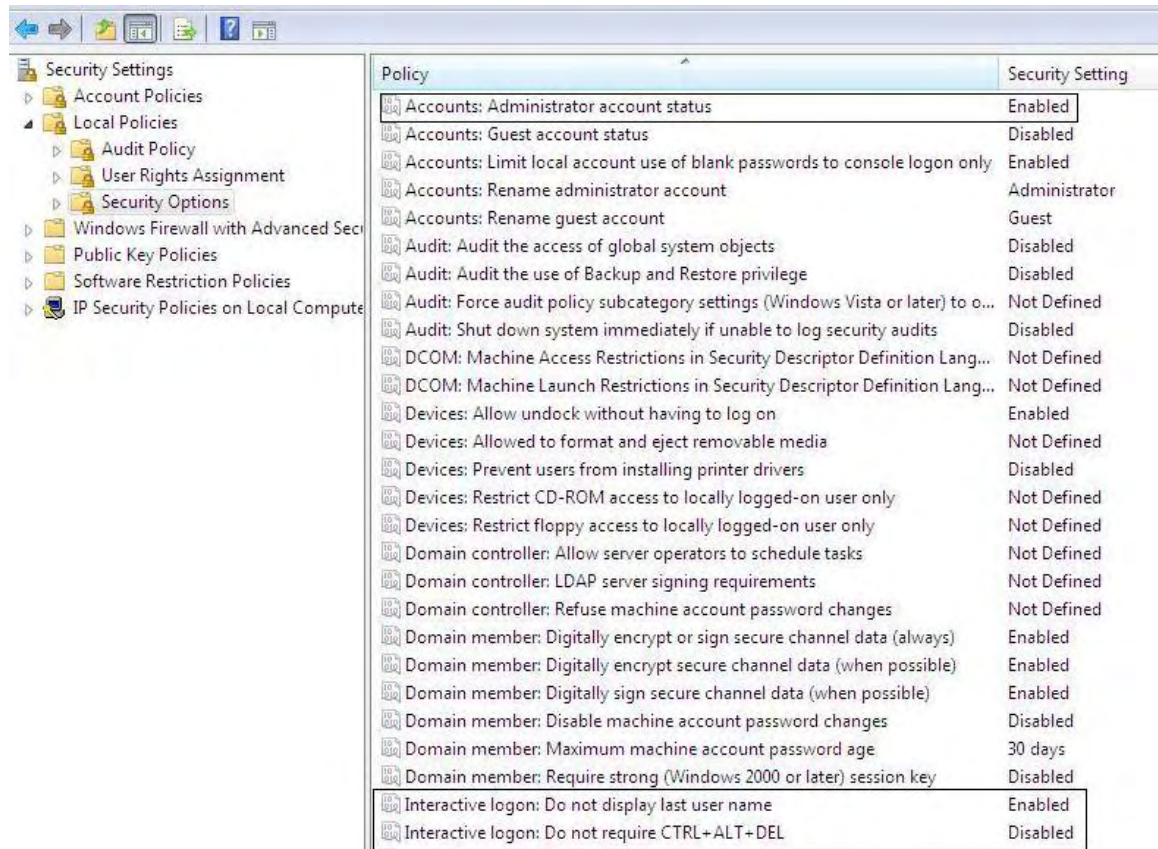 Security Settings
Account Policies
Local Policies
Audit Policy
User Rights Assignment
Security Options
Windows Firewall with Advanced Secu
Public Key Policies
Software Restriction Policies
IP Security Policies on Local Compute
Policy Security Setting
Accounts: Administrator account status Enabled
Accounts: Guest account status Disabled
Accounts: Limit local account use of blank passwords to console logon only Enabled
Accounts: Rename administrator account Administrator
Accounts: Rename guest account Guest
Audit: Audit the access of global system objects Disabled
Audit: Audit the use of Backup and Restore privilege Disabled
Audit: Force audit policy subcategory settings (Windows Vista or later) to o... Not Defined
Audit: Shut down system immediately if unable to log security audits Disabled
DCOM: Machine Access Restrictions in Security Descriptor Definition Lang... Not Defined
DCOM: Machine Launch Restrictions in Security Descriptor Definition Lang... Not Defined
Devices: Allow undock without having to log on Enabled
Devices: Allowed to format and eject removable media Not Defined
Devices: Prevent users from installing printer drivers Disabled
Devices: Restrict CD-ROM access to locally logged-on user only Not Defined
Devices: Restrict floppy access to locally logged-on user only Not Defined
Domain controller: Allow server operators to schedule tasks Not Defined
Domain controller: LDAP server signing requirements Not Defined
Domain controller: Refuse machine account password changes Not Defined
Domain member: Digitally encrypt or sign secure channel data (always) Enabled
Domain member: Digitally encrypt secure channel data (when possible) Enabled
Domain member: Digitally sign secure channel data (when possible) Enabled
Domain member: Disable machine account password changes Disabled
Domain member: Maximum machine account password age 30 days
Domain member: Require strong (Windows 2000 or later) session key Disabled
Interactive logon: Do not display last user name Enabled
Interactive logon: Do not require CTRL+ALT+DEL Disabled